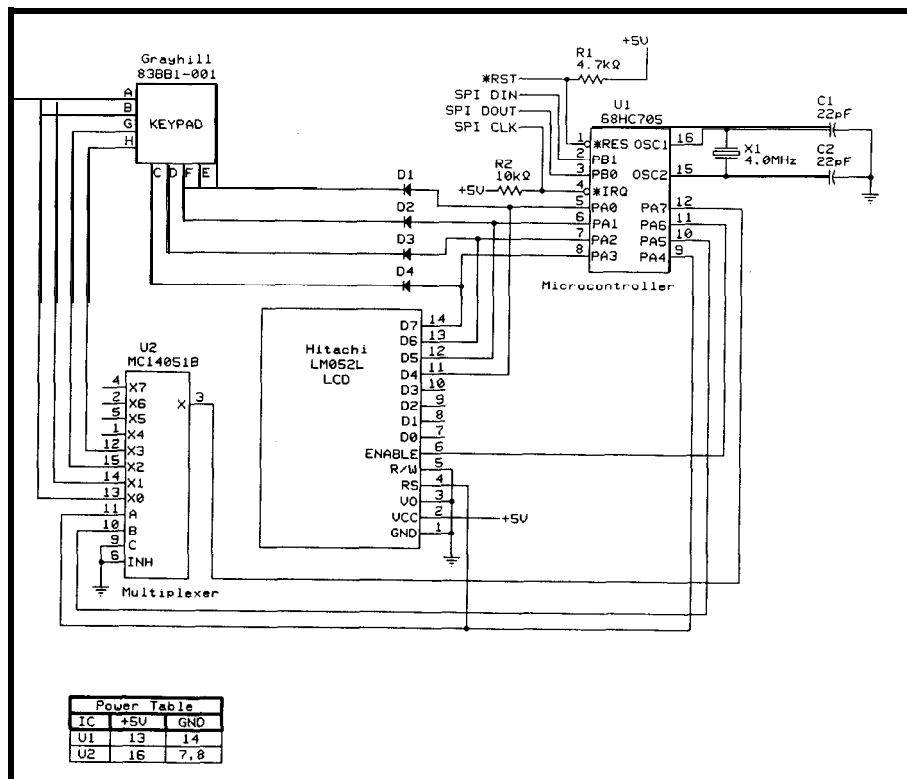 Grayhill
83BB1-001
A
B
G
H
KEYPAD
C D F E
+5V
R1
4.7kΩ
*RST
SPI DIN
SPI DOUT
SPI CLK
U1
68HC705
R2
10kΩ
+5V
1 *RES OSC1 16
2 PB1
3 PB0 OSC2 15
4 *IRQ
5 PA0 PA7 12
6 PA1 PA6 11
7 PA2 PA5 10
8 PA3 PA4 9
Microcontroller
C1
22pF
X1
4.0MHz
C2
22pF
D1
D2
D3
D4
Hitachi
LM052L
LCD
D7 14
D6 13
D5 12
D4 11
D3 10
D2 9
D1 8
D0 7
ENABLE 6
R/W 5
RS 4
VO 3
VCC 2
GND 1
+5V
U2
MC14051B
4 X7
2 X6
5 X5
1 X4
12 X3
15 X2
14 X1
13 X0
11 A
10 B
9 C
6 INH
X 3
Multiplexer
Power Table
IC +5V GND
U1 13 14
U2 16 7,8